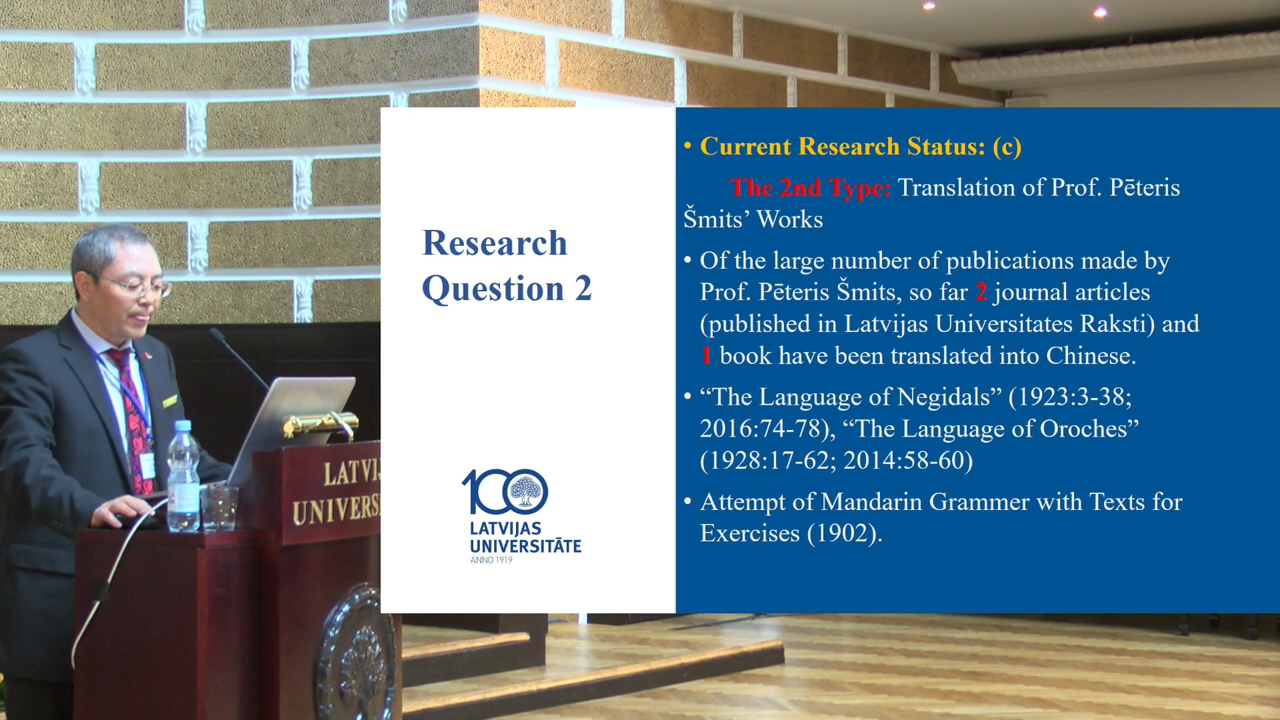 Research
Question 2
100
LATVIJAS
UNIVERSITĀTE
ANNO 1919
• Current Research Status: (c)
The 2nd Type: Translation of Prof. Pēteris
Šmits’ Works
• Of the large number of publications made by
Prof. Pēteris Šmits, so far 2 journal articles
(published in Latvijas Universitates Raksti) and
1 book have been translated into Chinese.
• “The Language of Negidals” (1923:3-38;
2016:74-78), “The Language of Oroches”
(1928:17-62; 2014:58-60)
• Attempt of Mandarin Grammer with Texts for
Exercises (1902).
LATVIJ
UNIVERS